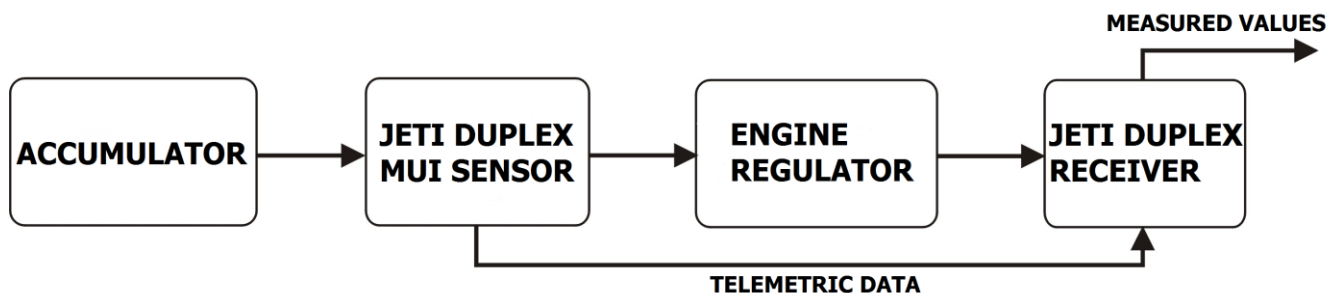 MEASURED VALUES
ACCUMULATOR
JETI DUPLEX
MUI SENSOR
ENGINE
REGULATOR
JETI DUPLEX
RECEIVER
TELEMETRIC DATA